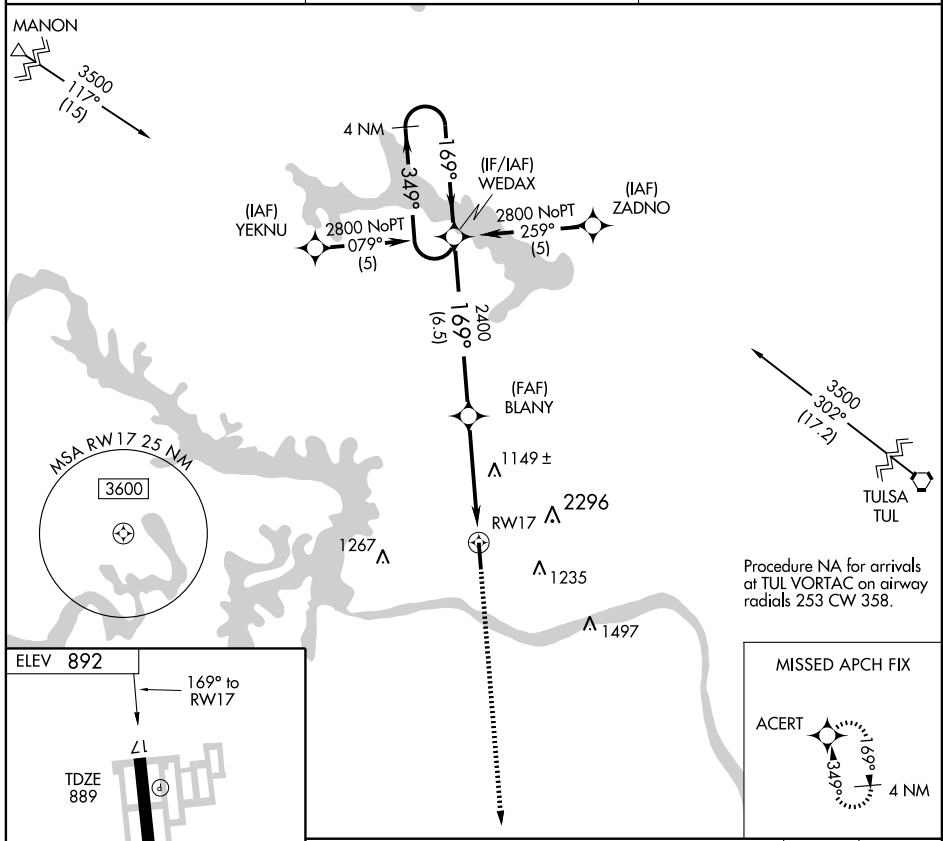 MANON
3500
117°
(15)
4 NM
169°
349°
(IF/IAF)
WEDAX
(IAF)
YEKNU
2800 NoPT
079°
(5)
(IAF)
ZADNO
2800 NoPT
259°
(5)
2400
169°
(6.5)
(FAF)
BLANY
3500
302°
(17.2)
TULSA
TUL
MSA RW17 25 NM
3600
1149 ±
2296
RW17
1267
1235
1497
Procedure NA for arrivals
at TUL VORTAC on airway
radials 253 CW 358.
ELEV 892
169° to
RW17
17
TDZE
889
P
MISSED APCH FIX
ACERT
169°
349°
4 NM